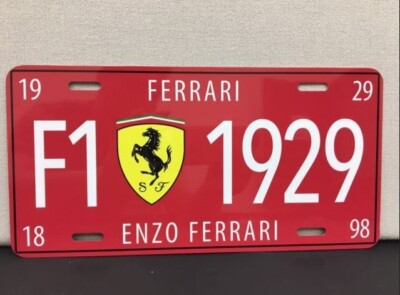 19 FERRARI 29
F1 S F 1929
18 ENZO FERRARI 98